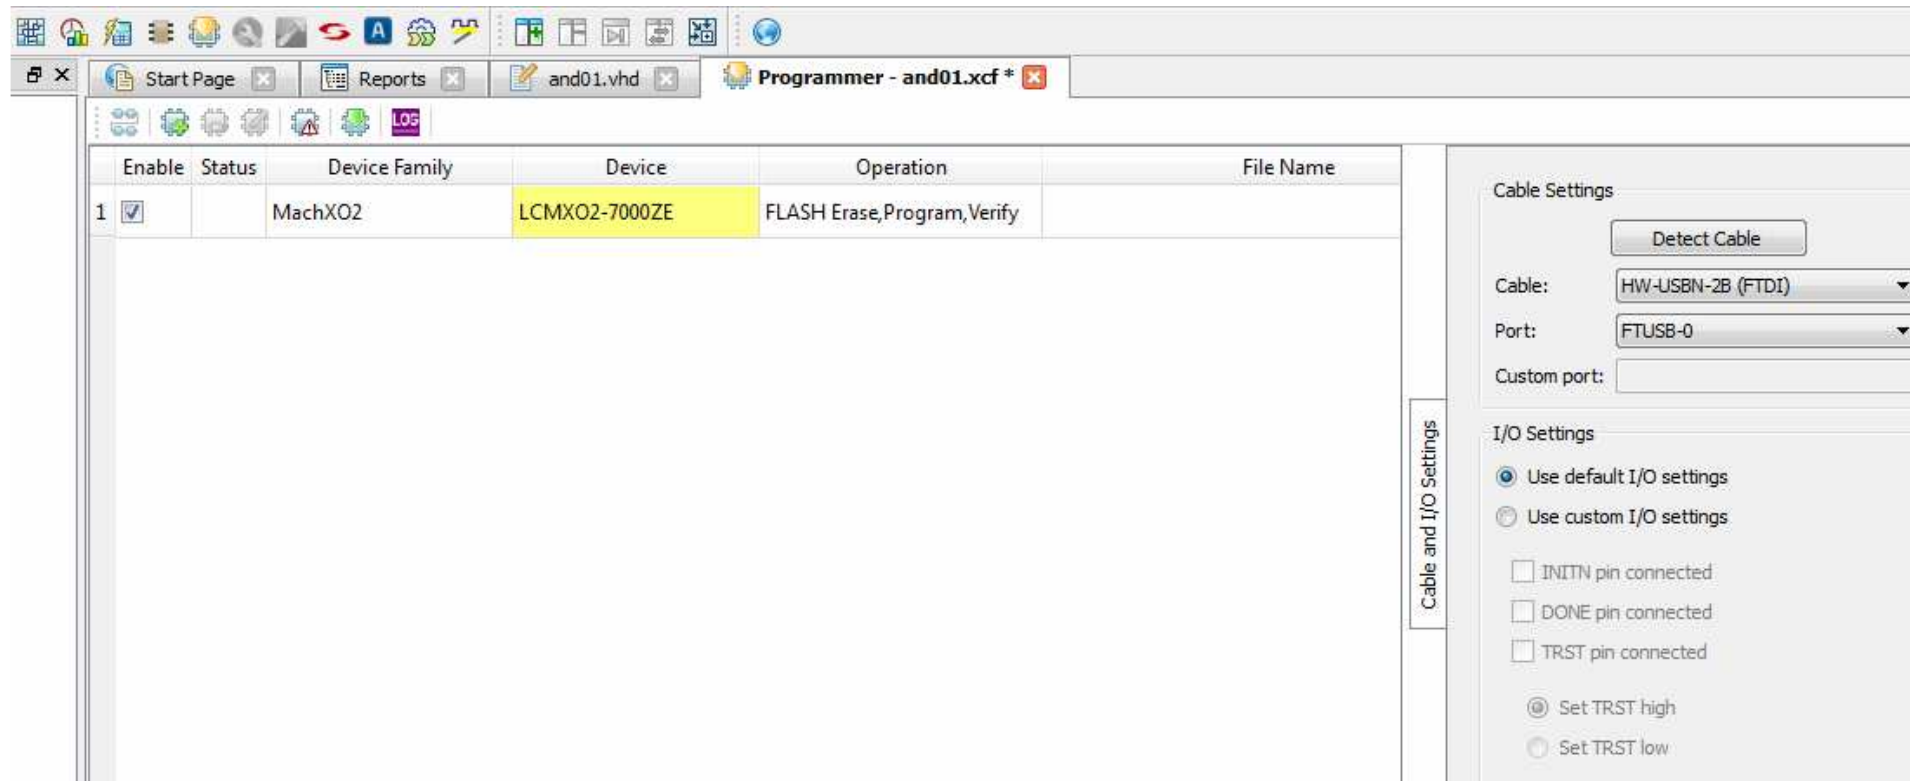 A
Start Page
Reports
and01.vhd
Programmer - and01.xcf *
LOG
Enable Status Device Family Device Operation File Name
1 MachXO2 LCMXO2-7000ZE FLASH Erase,Program,Verify
Cable and I/O Settings
Cable Settings
Detect Cable
Cable: HW-USBN-2B (FTDI)
Port: FTUSB-0
Custom port:
I/O Settings
Use default I/O settings
Use custom I/O settings
INITN pin connected
DONE pin connected
TRST pin connected
Set TRST high
Set TRST low